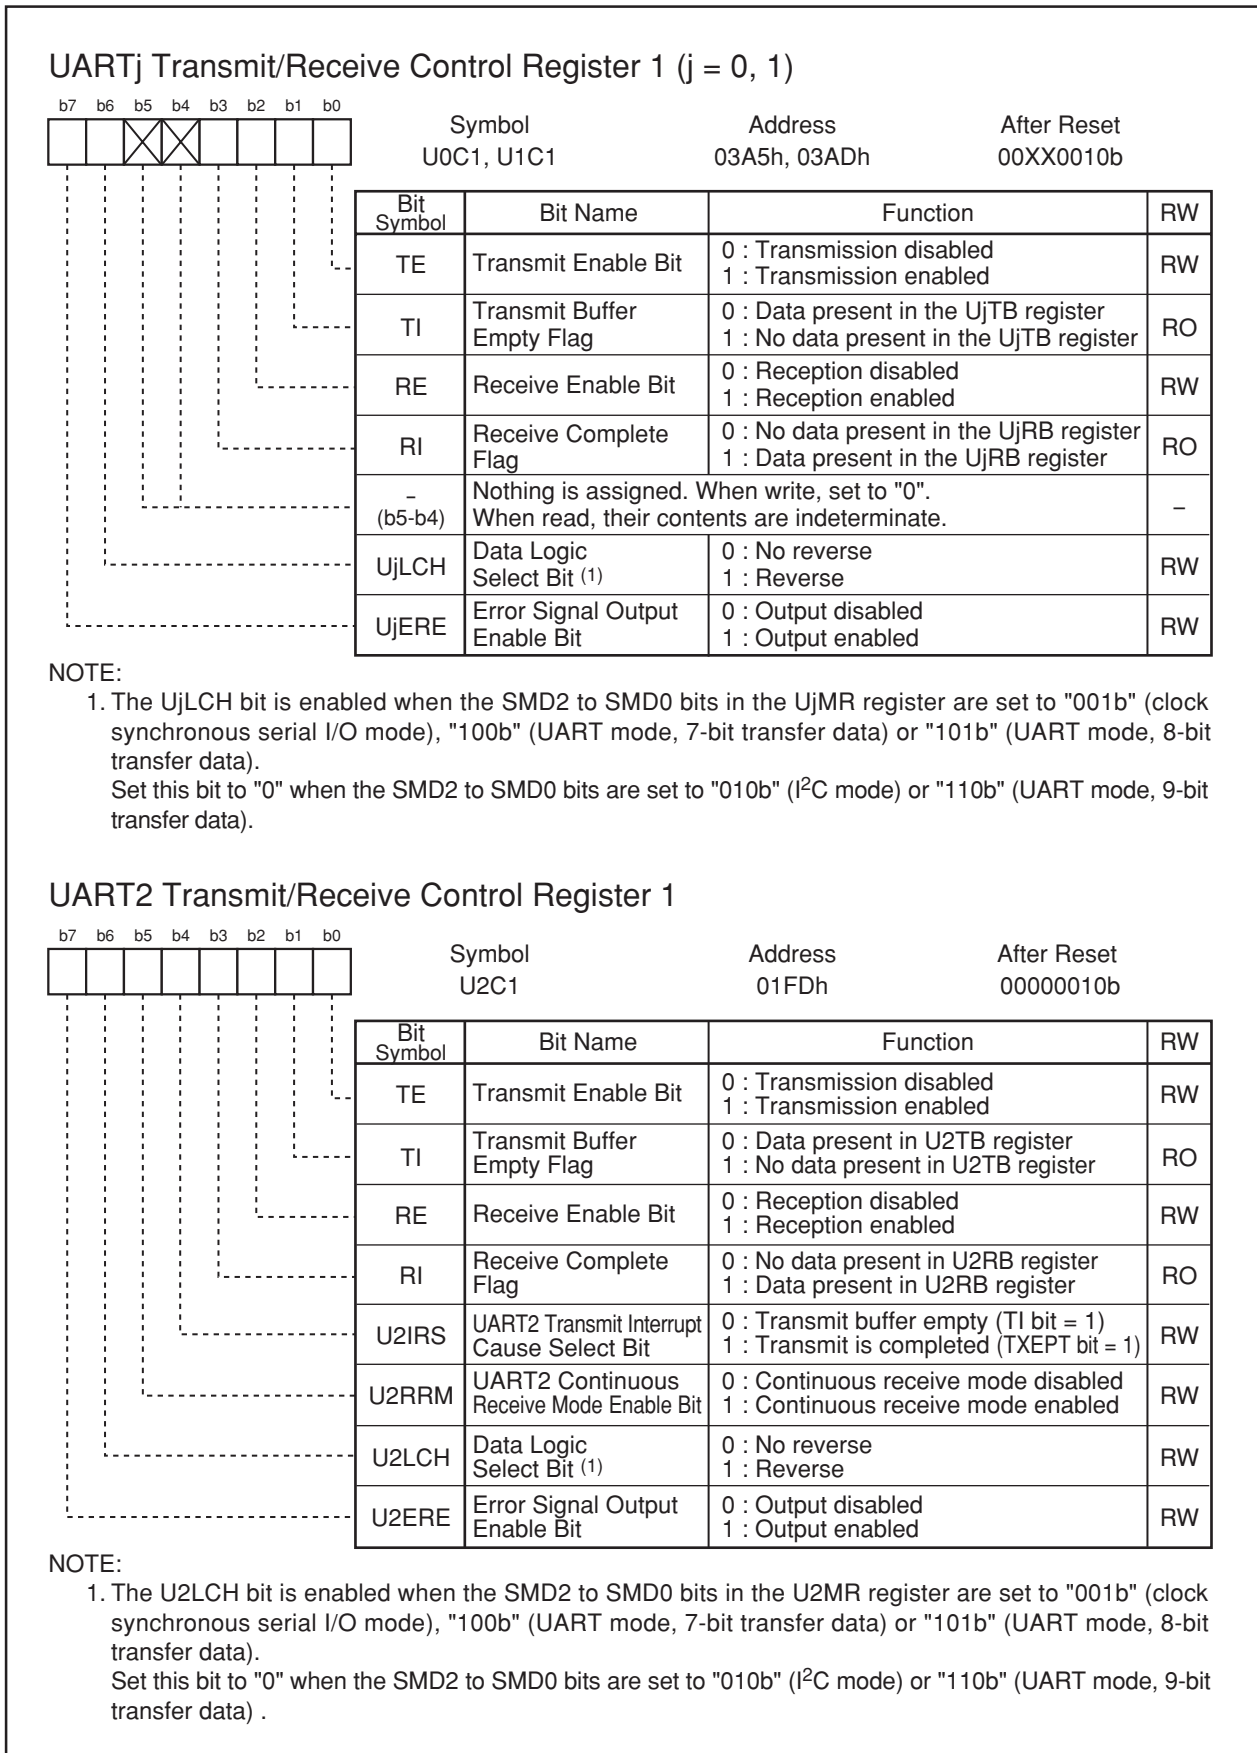 UARTj Transmit/Receive Control Register 1 (j = 0, 1)
b7 b6 b5 b4 b3 b2 b1 b0
Symbol Address After Reset
U0C1, U1C1 03A5h, 03ADh 00XX0010b
Bit Symbol Bit Name Function RW
TE Transmit Enable Bit 0 : Transmission disabled
1 : Transmission enabled RW
TI Transmit Buffer Empty Flag 0 : Data present in the UjTB register
1 : No data present in the UjTB register RO
RE Receive Enable Bit 0 : Reception disabled
1 : Reception enabled RW
RI Receive Complete Flag 0 : No data present in the UjRB register
1 : Data present in the UjRB register RO
– (b5-b4) Nothing is assigned. When write, set to "0".
When read, their contents are indeterminate. –
UjLCH Data Logic Select Bit (1) 0 : No reverse
1 : Reverse RW
UjERE Error Signal Output Enable Bit 0 : Output disabled
1 : Output enabled RW
NOTE:
1. The UjLCH bit is enabled when the SMD2 to SMD0 bits in the UjMR register are set to "001b" (clock
synchronous serial I/O mode), "100b" (UART mode, 7-bit transfer data) or "101b" (UART mode, 8-bit
transfer data).
Set this bit to "0" when the SMD2 to SMD0 bits are set to "010b" (I2C mode) or "110b" (UART mode, 9-bit
transfer data).
UART2 Transmit/Receive Control Register 1
b7 b6 b5 b4 b3 b2 b1 b0
Symbol Address After Reset
U2C1 01FDh 00000010b
Bit Symbol Bit Name Function RW
TE Transmit Enable Bit 0 : Transmission disabled
1 : Transmission enabled RW
TI Transmit Buffer Empty Flag 0 : Data present in U2TB register
1 : No data present in U2TB register RO
RE Receive Enable Bit 0 : Reception disabled
1 : Reception enabled RW
RI Receive Complete Flag 0 : No data present in U2RB register
1 : Data present in U2RB register RO
U2IRS UART2 Transmit Interrupt Cause Select Bit 0 : Transmit buffer empty (TI bit = 1)
1 : Transmit is completed (TXEPT bit = 1) RW
U2RRM UART2 Continuous Receive Mode Enable Bit 0 : Continuous receive mode disabled
1 : Continuous receive mode enabled RW
U2LCH Data Logic Select Bit (1) 0 : No reverse
1 : Reverse RW
U2ERE Error Signal Output Enable Bit 0 : Output disabled
1 : Output enabled RW
NOTE:
1. The U2LCH bit is enabled when the SMD2 to SMD0 bits in the U2MR register are set to "001b" (clock
synchronous serial I/O mode), "100b" (UART mode, 7-bit transfer data) or "101b" (UART mode, 8-bit
transfer data).
Set this bit to "0" when the SMD2 to SMD0 bits are set to "010b" (I2C mode) or "110b" (UART mode, 9-bit
transfer data) .